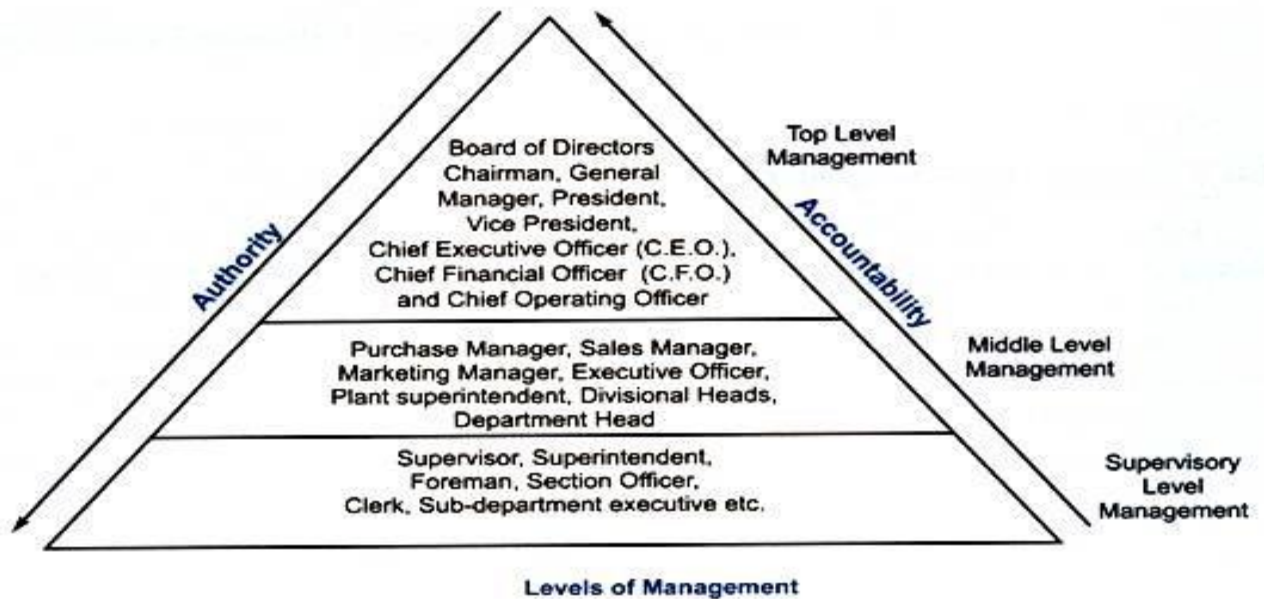 Board of Directors
Chairman, General
Manager, President,
Vice President,
Chief Executive Officer (C.E.O.),
Chief Financial Officer (C.F.O.)
and Chief Operating Officer
Top Level
Management
Authority
Accountability
Purchase Manager, Sales Manager,
Marketing Manager, Executive Officer,
Plant superintendent, Divisional Heads,
Department Head
Middle Level
Management
Supervisor, Superintendent,
Foreman, Section Officer,
Clerk, Sub-department executive etc.
Supervisory
Level
Management
Levels of Management